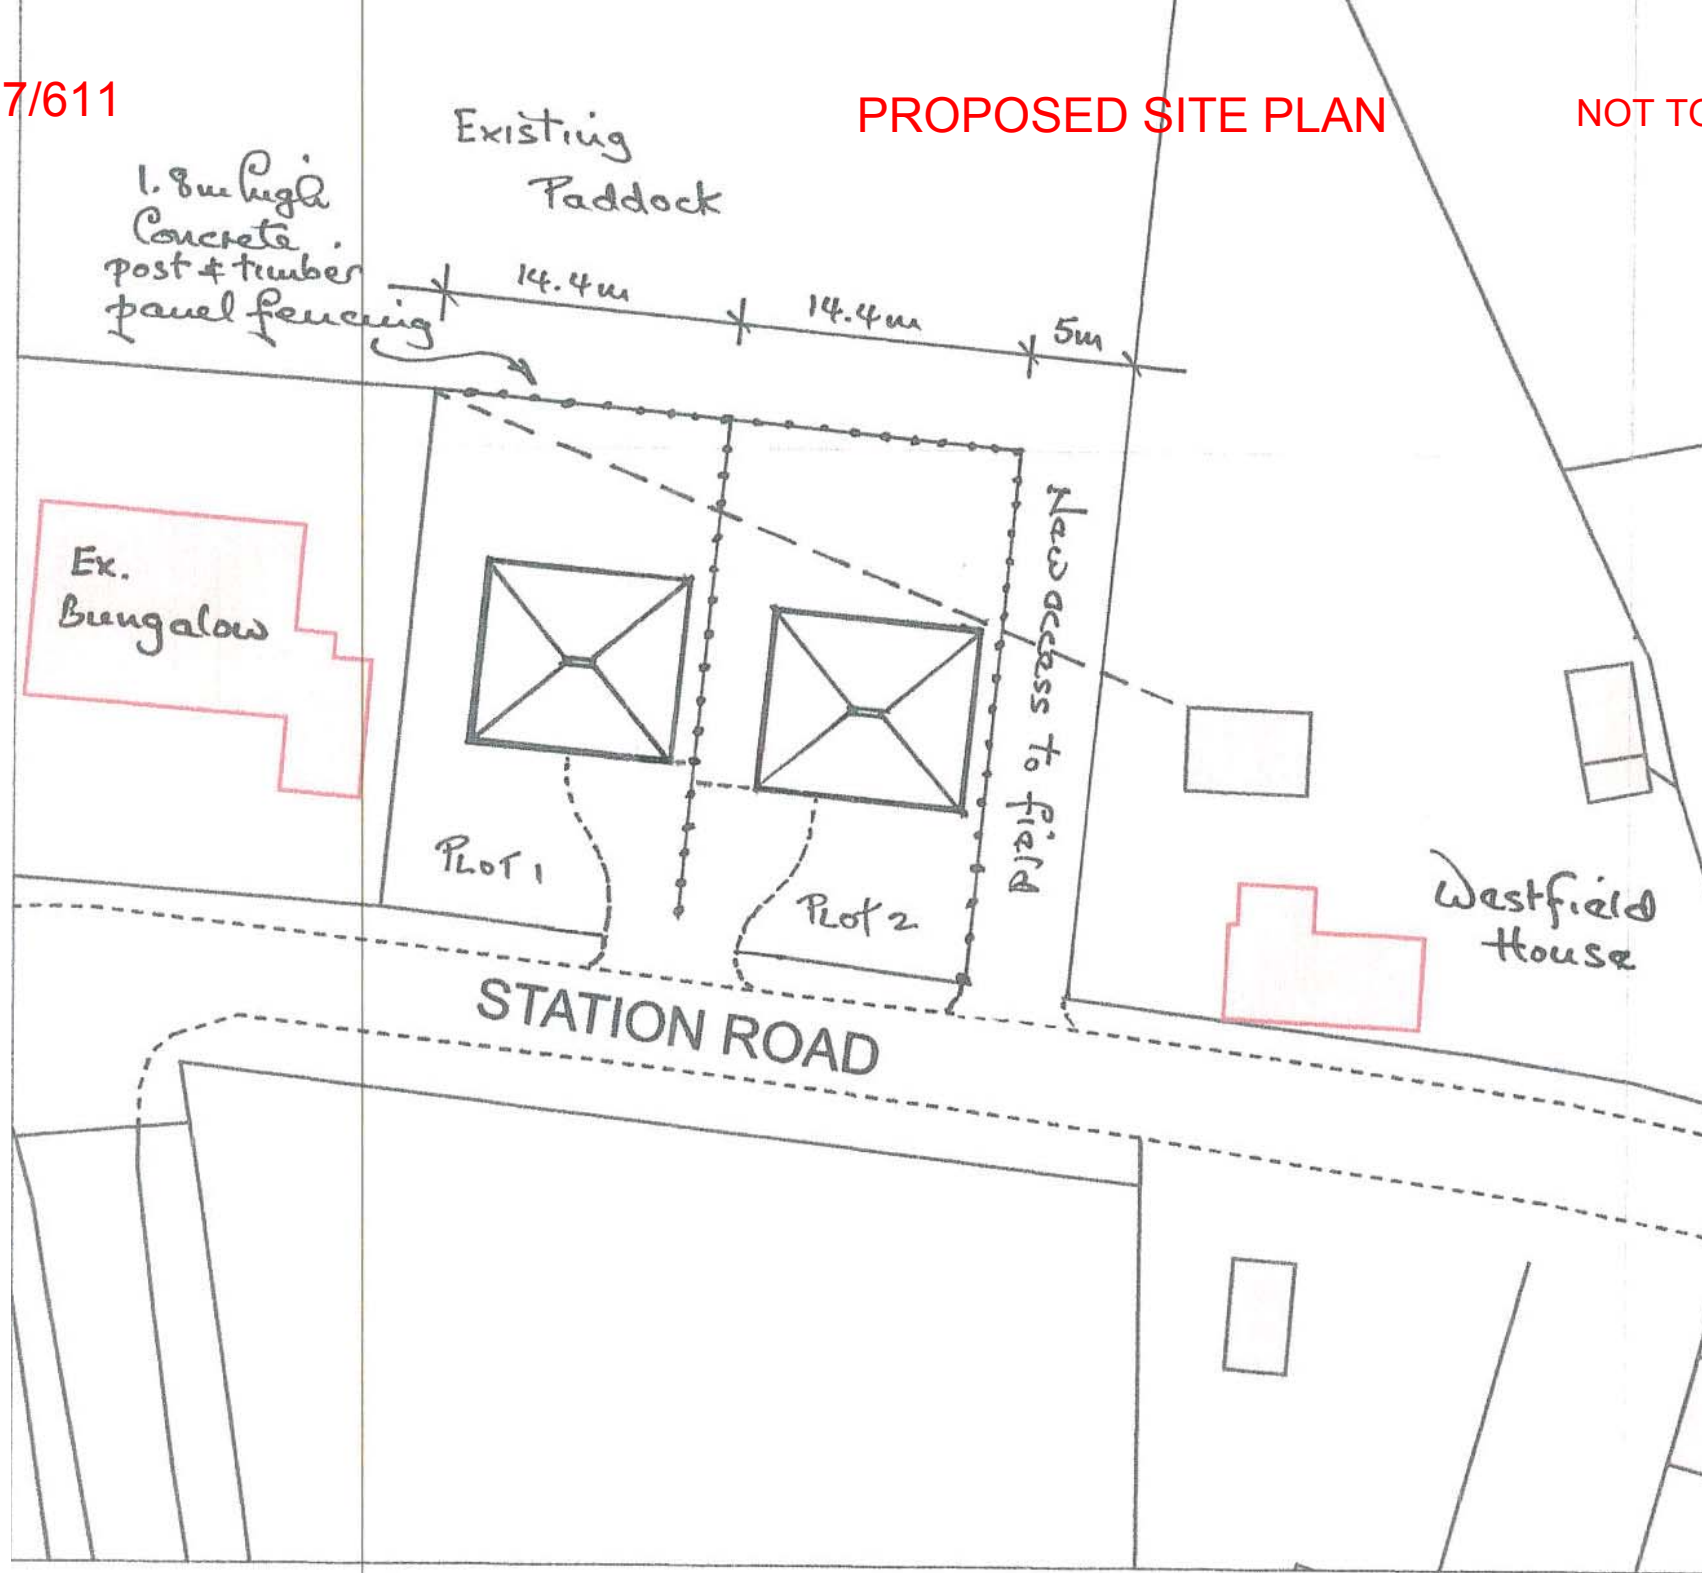 7/611
PROPOSED SITE PLAN
NOT TO
Existing
Paddock
1.8m high
Concrete
post & timber
panel fencing
14.4m
14.4m
5m
New access to field
Ex.
Bungalow
PLOT 1
PLOT 2
Westfield
House
STATION ROAD